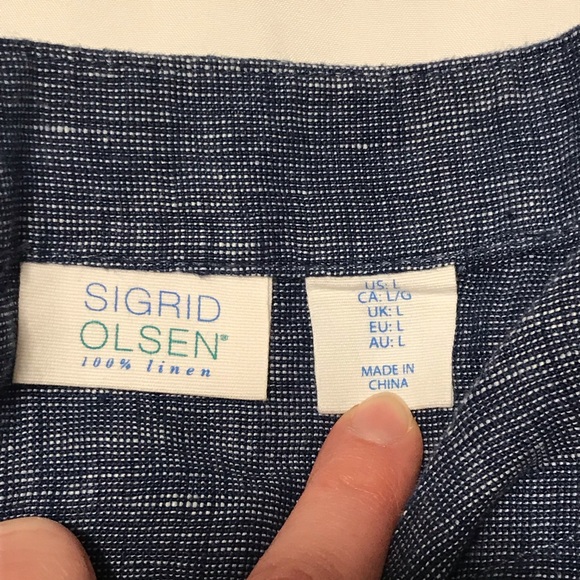 SIGRID
OLSEN®
100% linen
US: L
CA: L/G
UK: L
EU: L
AU: L
MADE IN
CHINA